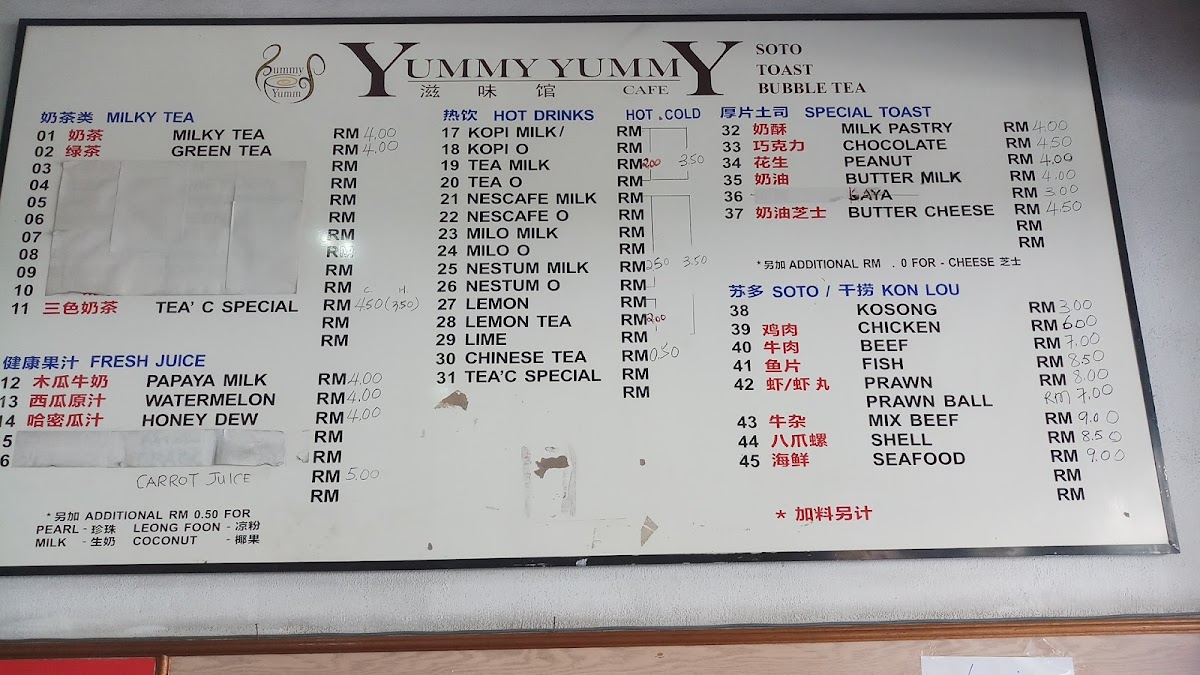 Yummy Yumm
YUMMY YUMMY
滋味馆 CAFE
SOTO
TOAST
BUBBLE TEA
奶茶类 MILKY TEA
01 奶茶 MILKY TEA RM 4.00
02 绿茶 GREEN TEA RM 4.00
03 RM
04 RM
05 RM
06 RM
07 RM
08 RM
09 RM
10 RM C. H.
11 三色奶茶 TEA' C SPECIAL RM 450 (350)
RM
RM
健康果汁 FRESH JUICE
12 木瓜牛奶 PAPAYA MILK RM 4.00
13 西瓜原汁 WATERMELON RM 4.00
14 哈密瓜汁 HONEY DEW RM 4.00
5 RM
6 RM
CARROT JUICE RM 5.00
RM
*另加 ADDITIONAL RM 0.50 FOR
PEARL - 珍珠 LEONG FOON - 凉粉
MILK - 生奶 COCONUT - 椰果
热饮 HOT DRINKS HOT COLD
17 KOPI MILK / RM
18 KOPI O RM
19 TEA MILK RM 200 350
20 TEA O RM
21 NESCAFE MILK RM
22 NESCAFE O RM
23 MILO MILK RM
24 MILO O RM
25 NESTUM MILK RM 250 3.50
26 NESTUM O RM
27 LEMON RM
28 LEMON TEA RM 200
29 LIME RM
30 CHINESE TEA RM 0.50
31 TEA'C SPECIAL RM
RM
厚片土司 SPECIAL TOAST
32 奶酥 MILK PASTRY RM 4.00
33 巧克力 CHOCOLATE RM 4.50
34 花生 PEANUT RM 4.00
35 奶油 BUTTER MILK RM 4.00
36 KAYA RM 3.00
37 奶油芝士 BUTTER CHEESE RM 4.50
RM
RM
*另加 ADDITIONAL RM . 0 FOR - CHEESE 芝士
苏多 SOTO / 干捞 KON LOU
38 KOSONG RM 3.00
39 鸡肉 CHICKEN RM 600
40 牛肉 BEEF RM 7.00
41 鱼片 FISH RM 8.50
42 虾/虾丸 PRAWN RM 8.00
PRAWN BALL RM 7.00
43 牛杂 MIX BEEF RM 9.00
44 八爪螺 SHELL RM 8.50
45 海鲜 SEAFOOD RM 9.00
RM
RM
* 加料另计